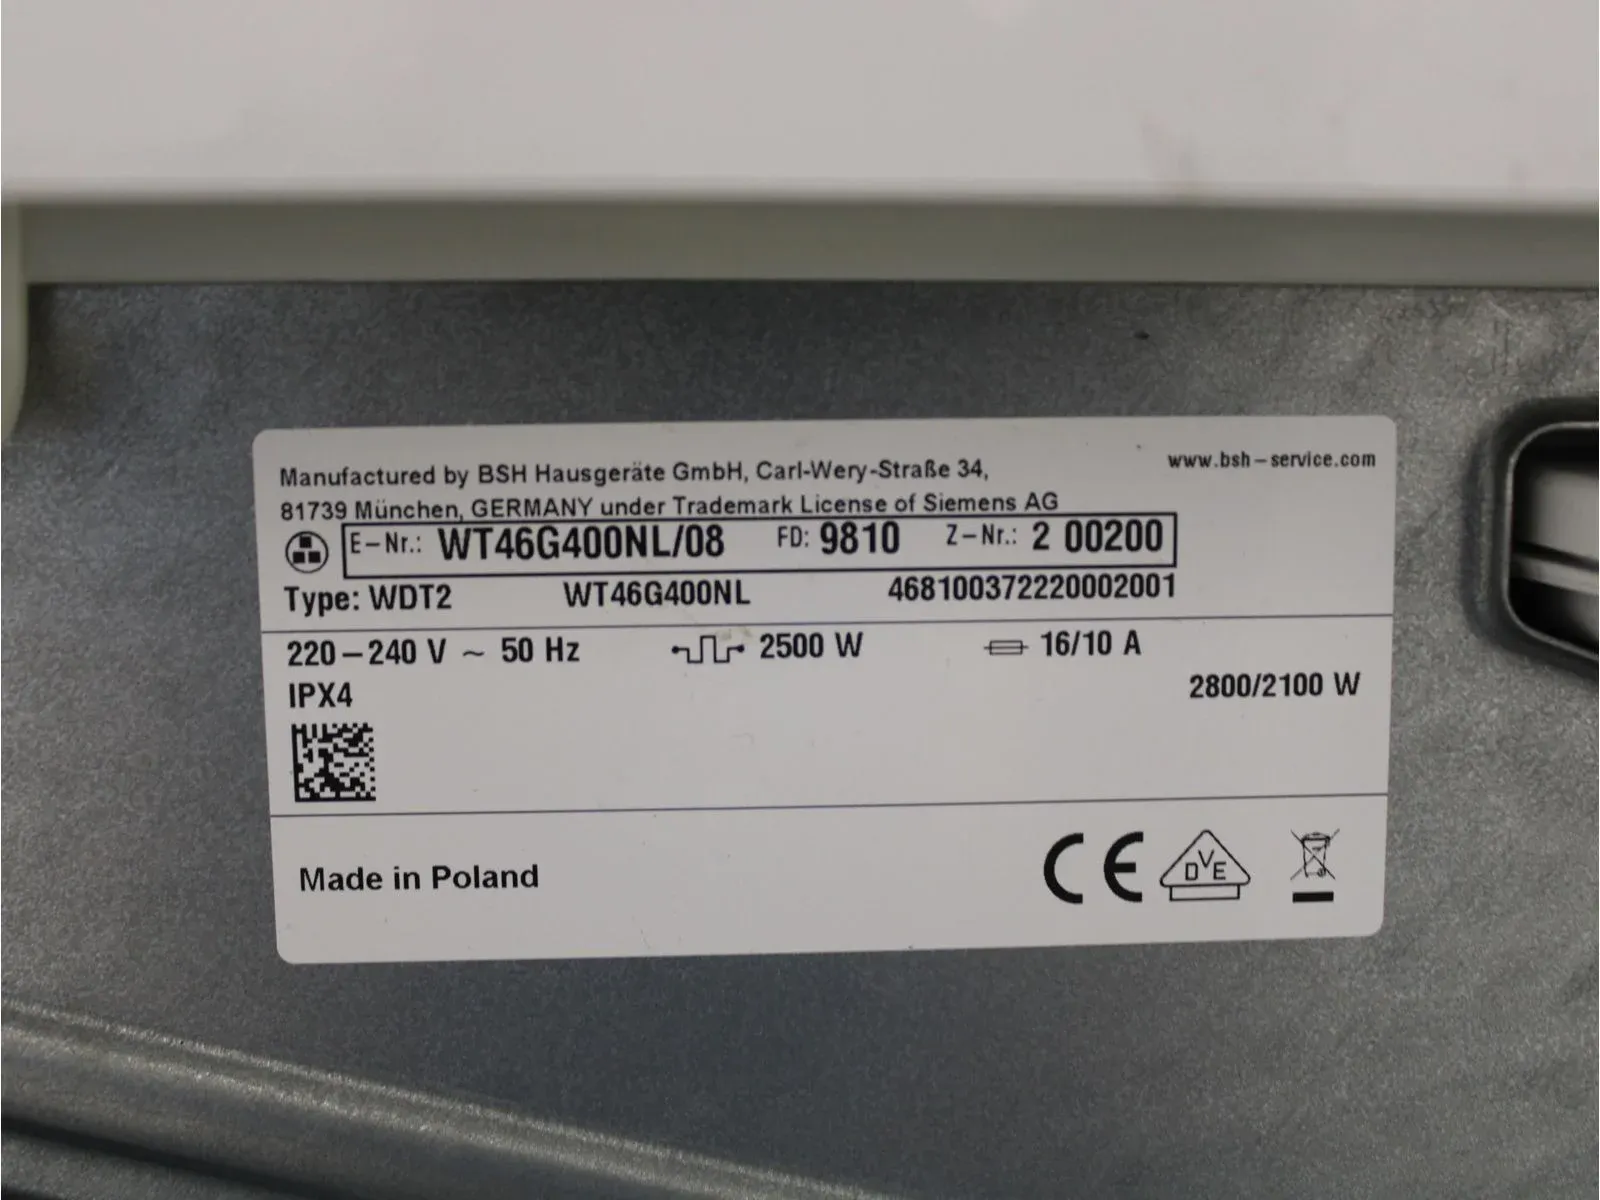 Manufactured by BSH Hausgeräte GmbH, Carl-Wery-Straße 34,
www.bsh-service.com
81739 München, GERMANY under Trademark License of Siemens AG
E-Nr.: WT46G400NL/08 FD: 9810 Z-Nr.: 2 00200
Type: WDT2 WT46G400NL 468100372220002001
220-240 V ~ 50 Hz 2500 W 16/10 A
IPX4 2800/2100 W
Made in Poland CE DVE